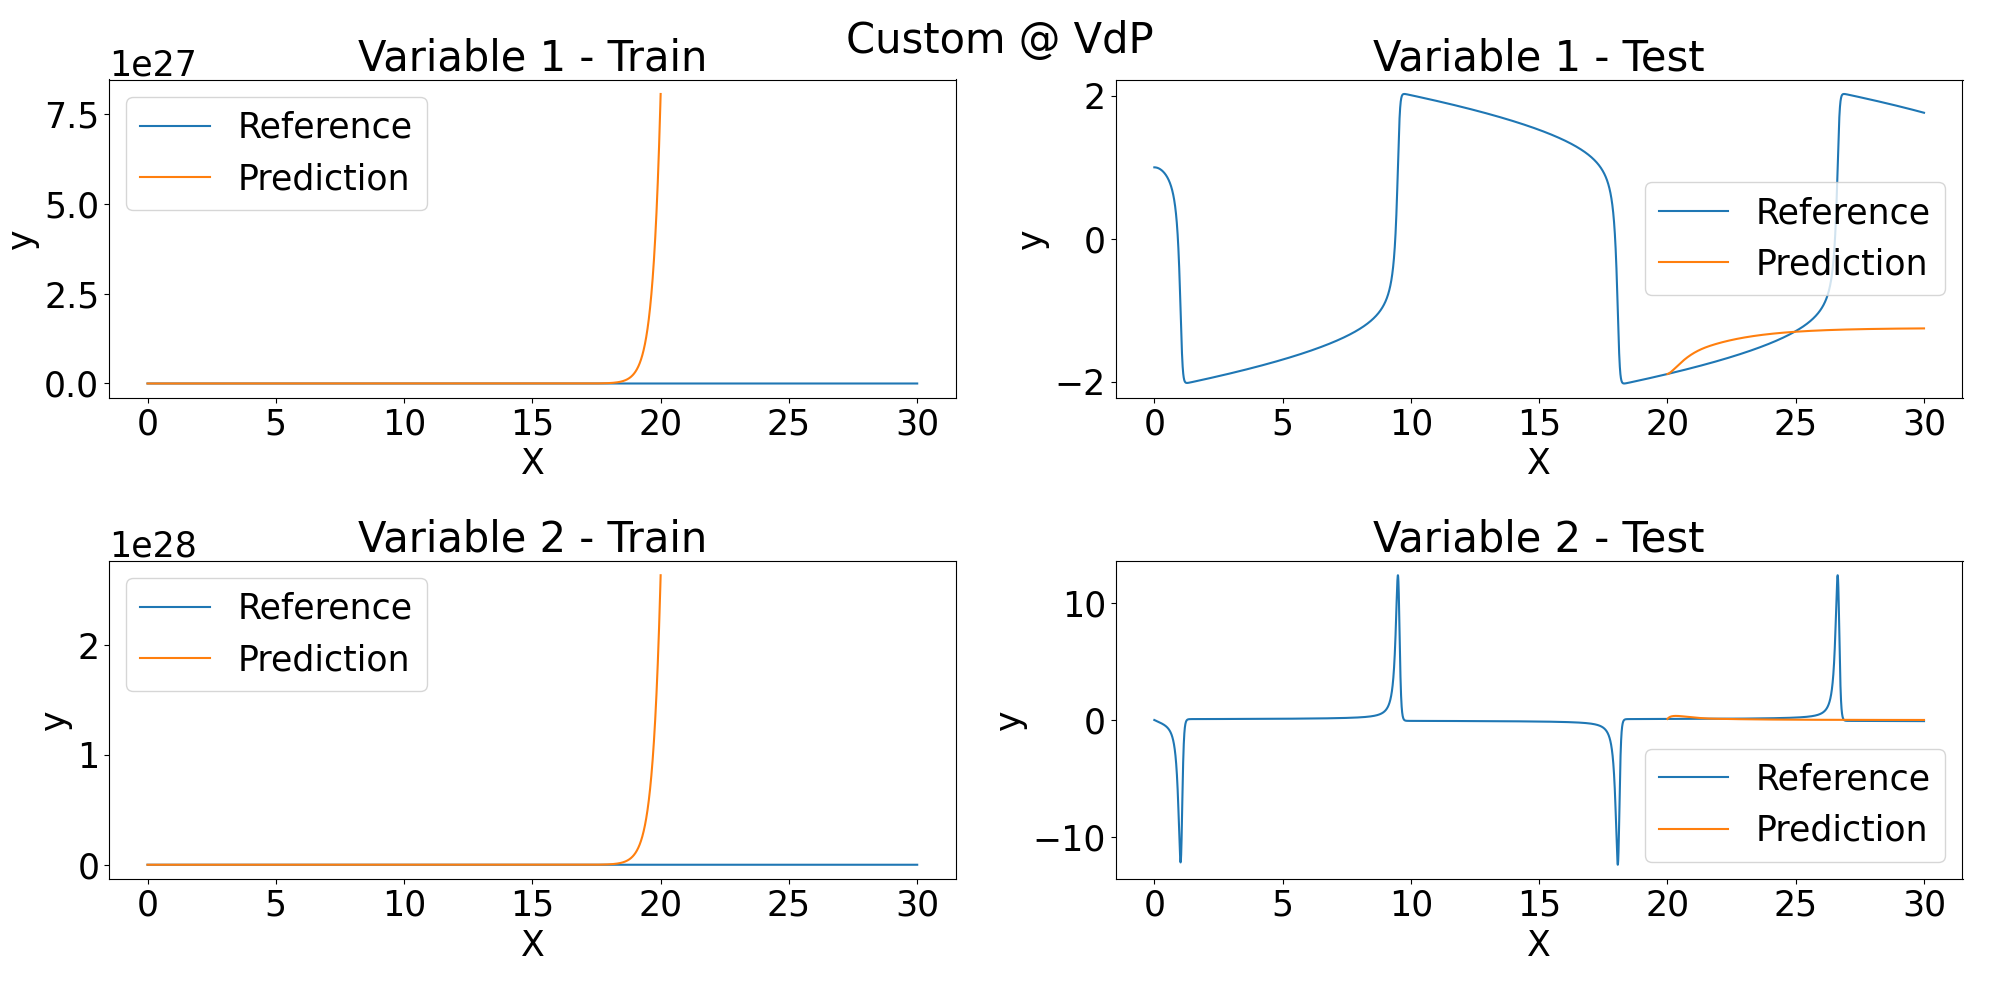 Custom @ VdP
Variable 1 - Train
1e27
7.5
5.0
2.5
0.0
y
Reference
Prediction
0 5 10 15 20 25 30
X
Variable 1 - Test
2
0
−2
y
Reference
Prediction
0 5 10 15 20 25 30
X
Variable 2 - Train
1e28
2
1
0
y
Reference
Prediction
0 5 10 15 20 25 30
X
Variable 2 - Test
10
0
−10
y
Reference
Prediction
0 5 10 15 20 25 30
X